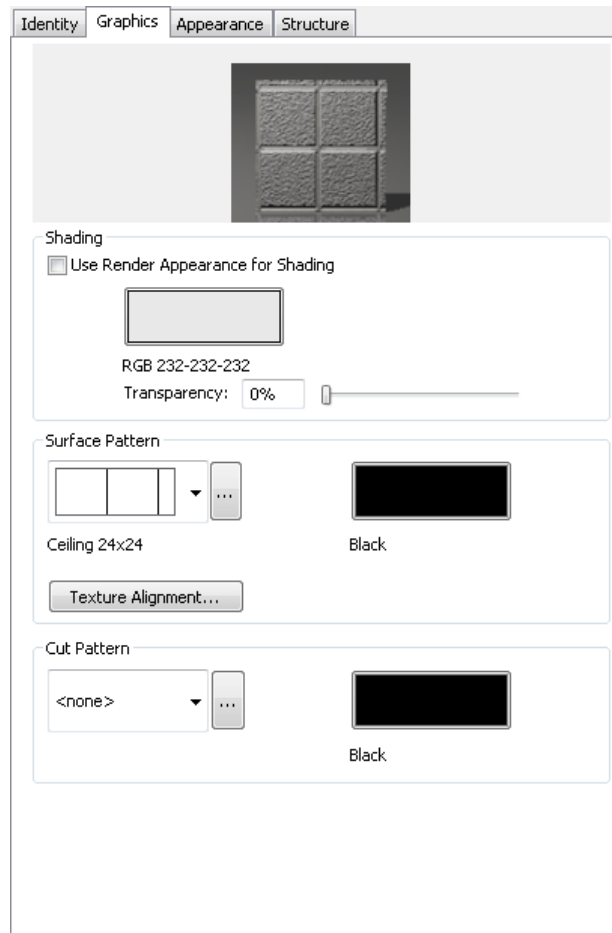 Identity Graphics Appearance Structure
Shading
Use Render Appearance for Shading
RGB 232-232-232
Transparency: 0%
Surface Pattern
...
Ceiling 24x24 Black
Texture Alignment...
Cut Pattern
<none> ...
Black